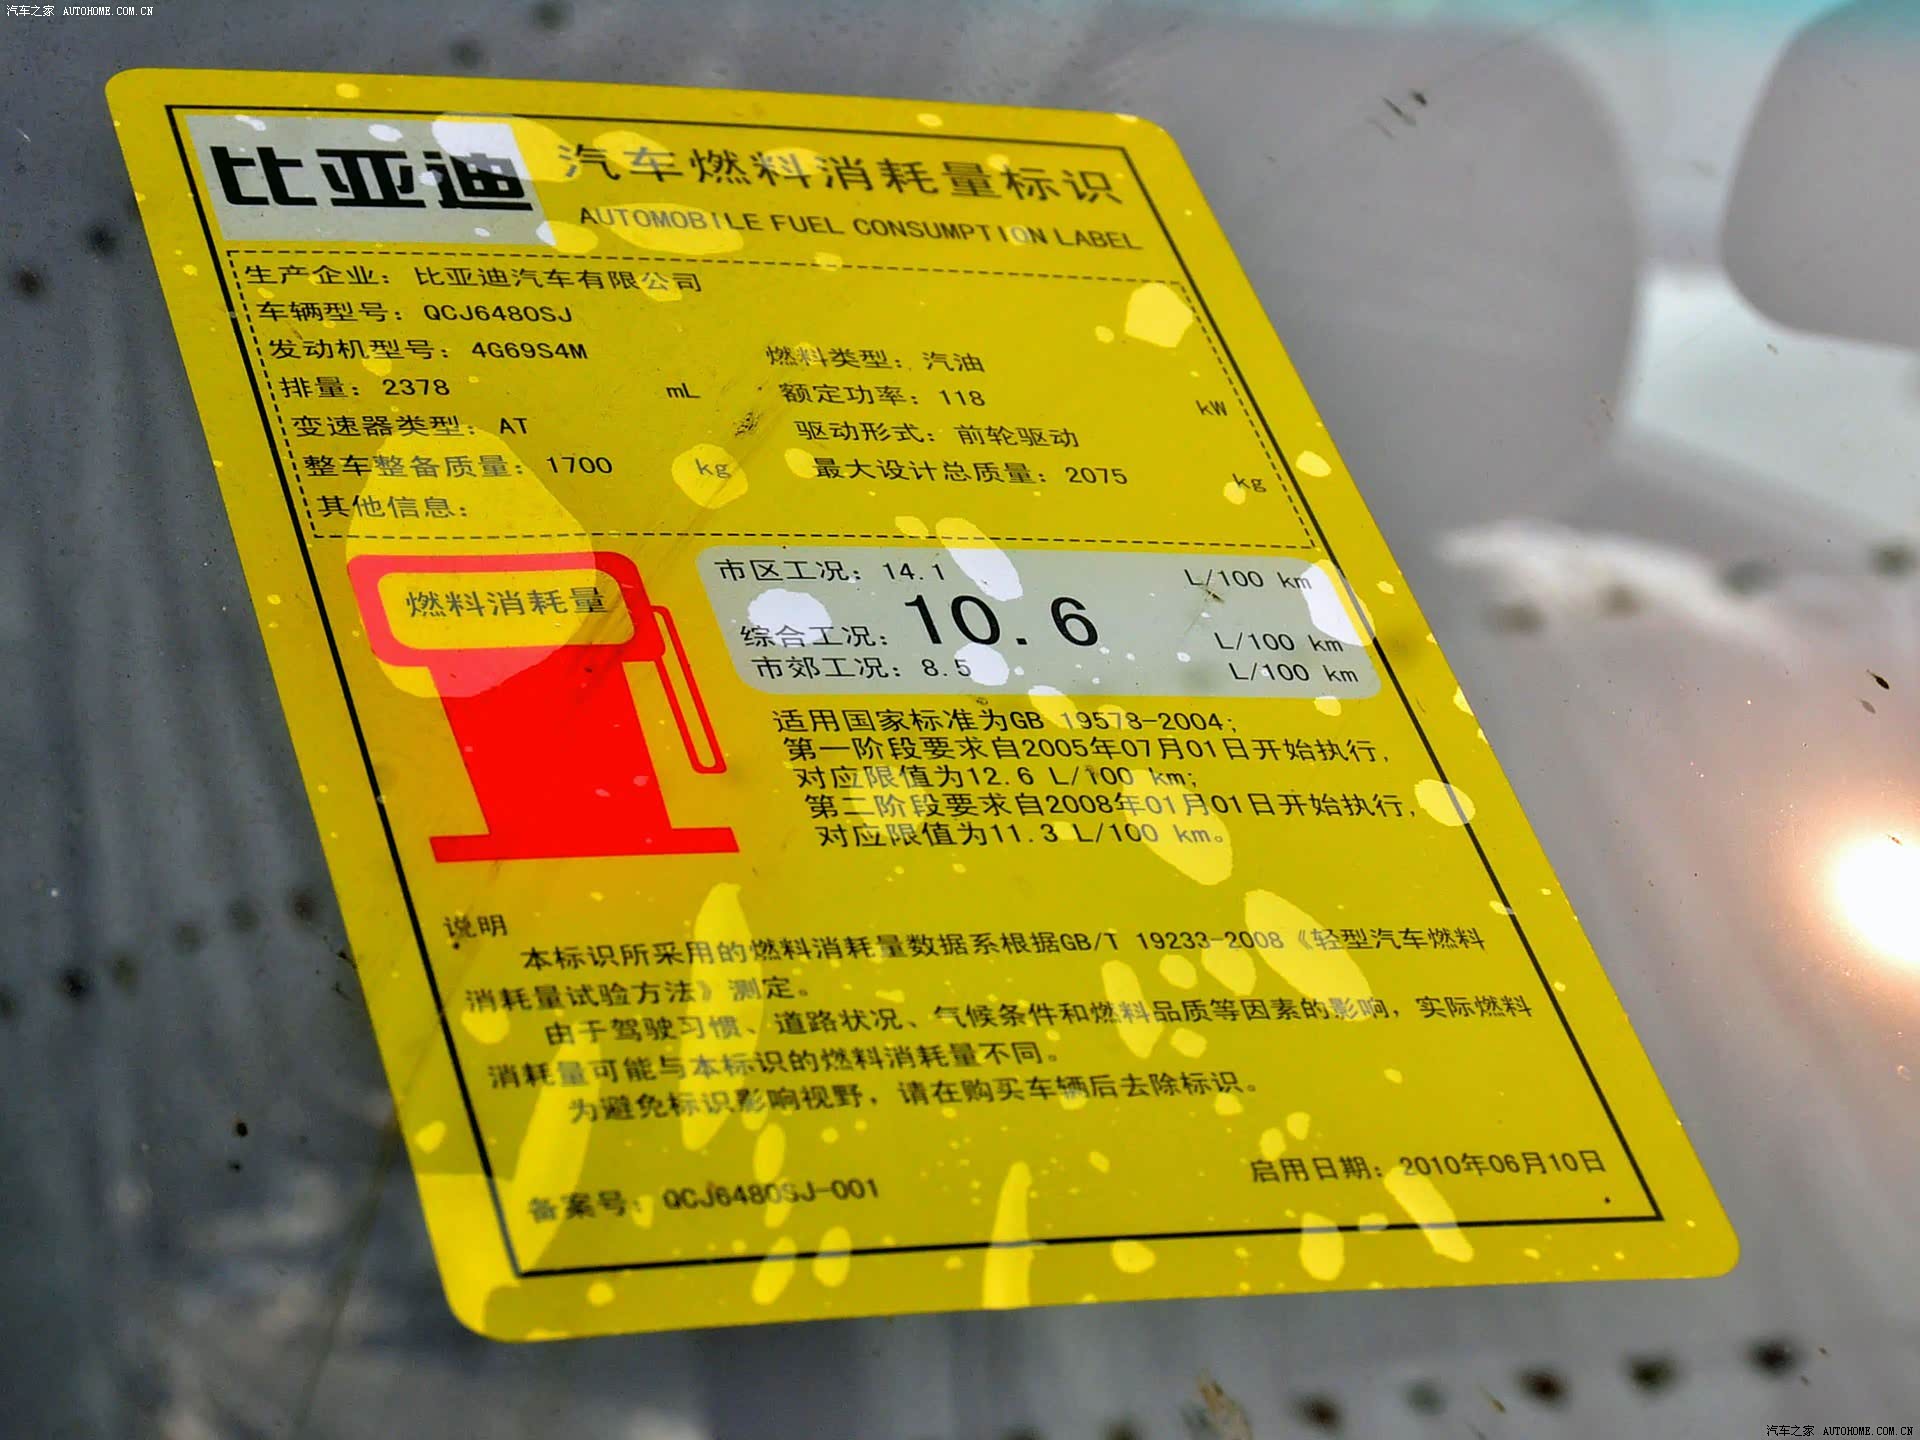 汽车之家 AUTOHOME.COM.CN
比亚迪 汽车燃料消耗量标识
AUTOMOBILE FUEL CONSUMPTION LABEL
生产企业: 比亚迪汽车有限公司
车辆型号: QCJ6480SJ
发动机型号: 4G69S4M 燃料类型: 汽油
排量: 2378 mL 额定功率: 118 kW
变速器类型: AT 驱动形式: 前轮驱动
整车整备质量: 1700 kg 最大设计总质量: 2075 kg
其他信息:
燃料消耗量
市区工况: 14.1 L/100 km
综合工况: 10.6 L/100 km
市郊工况: 8.5 L/100 km
适用国家标准为GB 19578-2004;
第一阶段要求自2005年07月01日开始执行,
对应限值为12.6 L/100 km;
第二阶段要求自2008年01月01日开始执行,
对应限值为11.3 L/100 km。
说明
本标识所采用的燃料消耗量数据系根据GB/T 19233-2008《轻型汽车燃料
消耗量试验方法》测定。
由于驾驶习惯、道路状况、气候条件和燃料品质等因素的影响,实际燃料
消耗量可能与本标识的燃料消耗量不同。
为避免标识影响视野,请在购买车辆后去除标识。
备案号: QCJ6480SJ-001 启用日期: 2010年06月10日
汽车之家 AUTOHOME.COM.CN